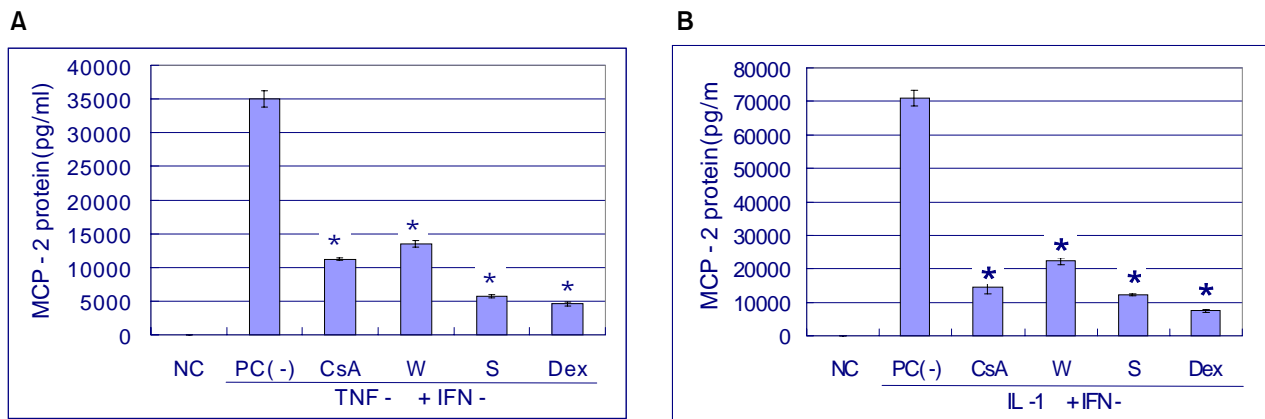 A
MCP - 2 protein(pg/ml)
40000
35000
30000
25000
20000
15000
10000
5000
0
* * * *
NC PC( - ) CsA W S Dex
TNF - + IFN -
B
MCP - 2 protein(pg/m
80000
70000
60000
50000
40000
30000
20000
10000
0
* * * *
NC PC( - ) CsA W S Dex
IL -1 +IFN-